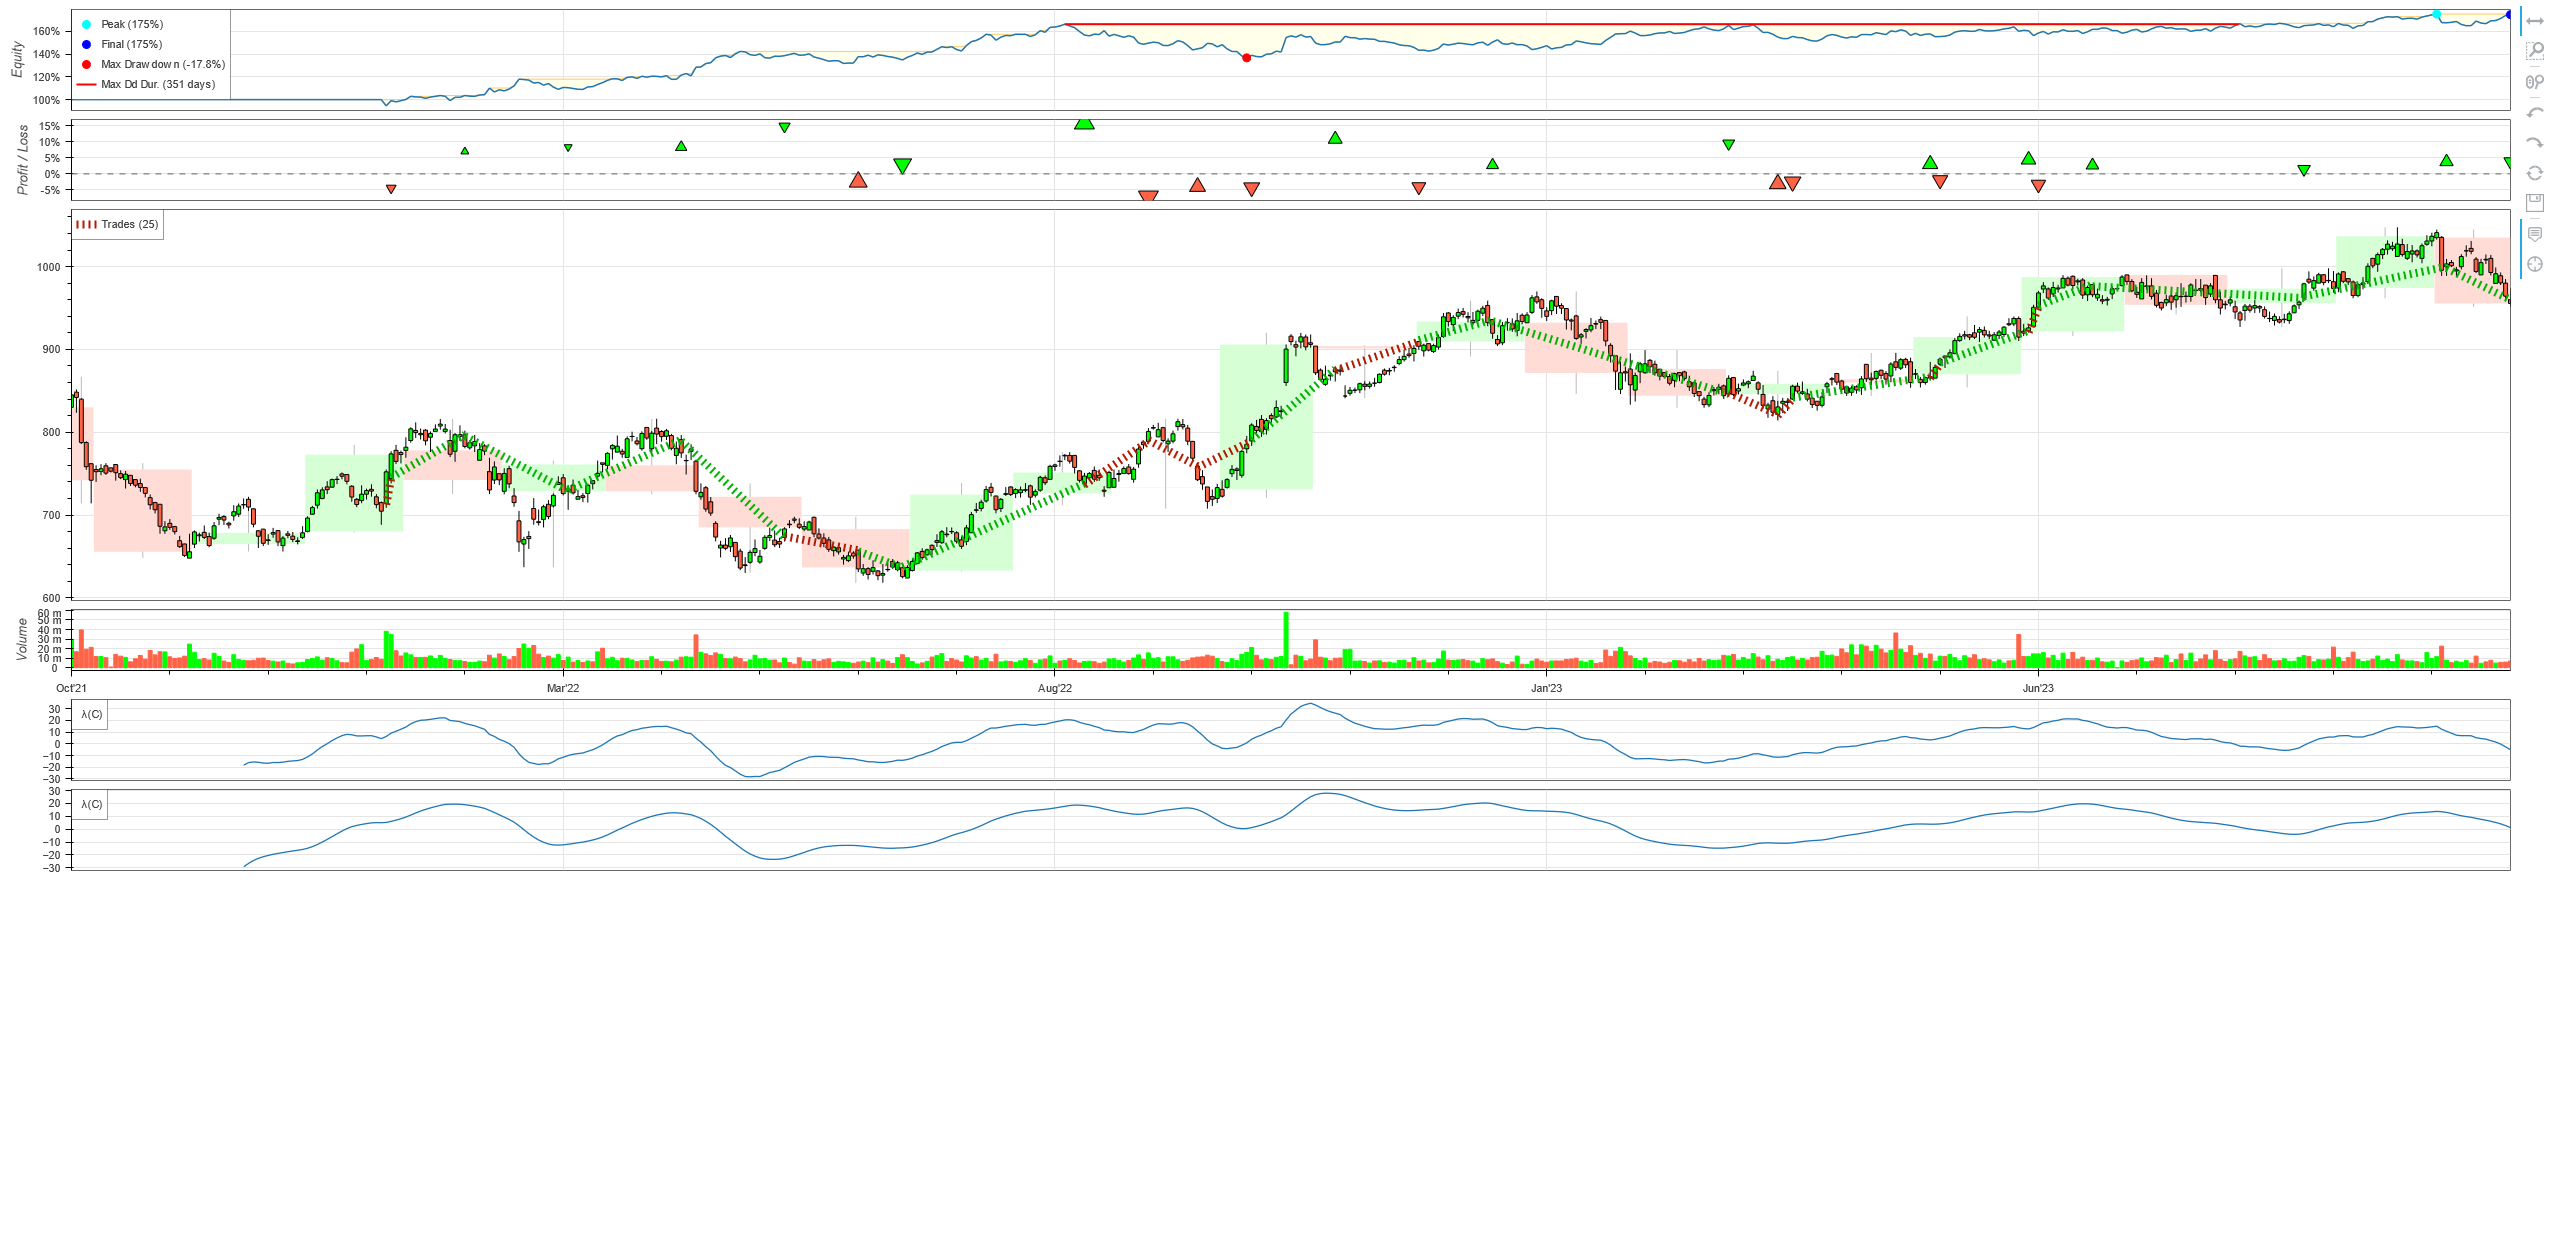 Equity
160%
140%
120%
100%
Peak (175%)
Final (175%)
Max Drawdown (-17.8%)
Max Dd Dur. (351 days)
Profit / Loss
15%
10%
5%
0%
-5%
Trades (25)
1000
900
800
700
600
Volume
60 m
50 m
40 m
30 m
20 m
10 m
0
Oct'21
Mar'22
Aug'22
Jan'23
Jun'23
30
20
10
0
−10
−20
−30
λ(C)
30
20
10
0
−10
−20
−30
λ(C)